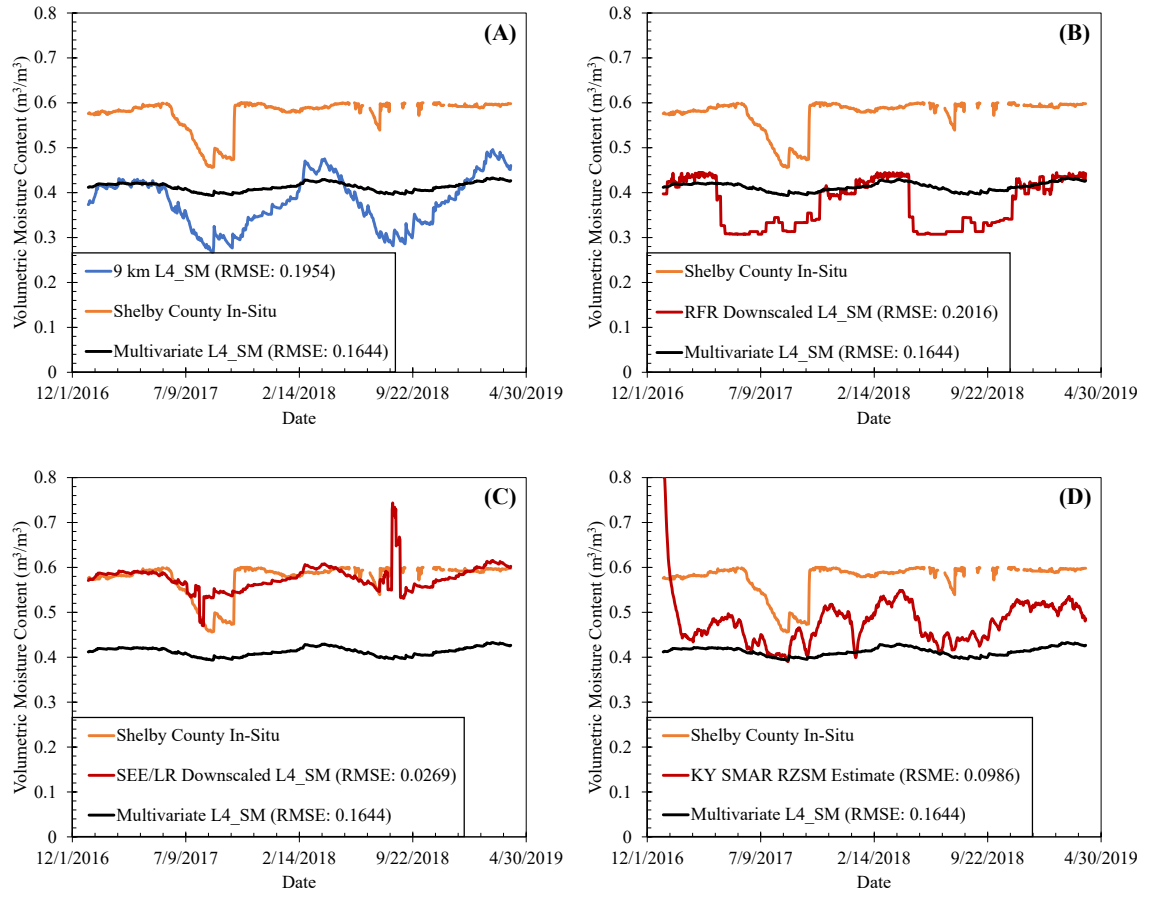 (A)
Volumetric Moisture Content (m³/m³)
0.8
0.7
0.6
0.5
0.4
0.3
0.2
0.1
0
9 km L4_SM (RMSE: 0.1954)
Shelby County In-Situ
Multivariate L4_SM (RMSE: 0.1644)
12/1/2016 7/9/2017 2/14/2018 9/22/2018 4/30/2019
Date
(B)
Volumetric Moisture Content (m³/m³)
0.8
0.7
0.6
0.5
0.4
0.3
0.2
0.1
0
Shelby County In-Situ
RFR Downscaled L4_SM (RMSE: 0.2016)
Multivariate L4_SM (RMSE: 0.1644)
12/1/2016 7/9/2017 2/14/2018 9/22/2018 4/30/2019
Date
(C)
Volumetric Moisture Content (m³/m³)
0.8
0.7
0.6
0.5
0.4
0.3
0.2
0.1
0
Shelby County In-Situ
SEE/LR Downscaled L4_SM (RMSE: 0.0269)
Multivariate L4_SM (RMSE: 0.1644)
12/1/2016 7/9/2017 2/14/2018 9/22/2018 4/30/2019
Date
(D)
Volumetric Moisture Content (m³/m³)
0.8
0.7
0.6
0.5
0.4
0.3
0.2
0.1
0
Shelby County In-Situ
KY SMAR RZSM Estimate (RSME: 0.0986)
Multivariate L4_SM (RMSE: 0.1644)
12/1/2016 7/9/2017 2/14/2018 9/22/2018 4/30/2019
Date